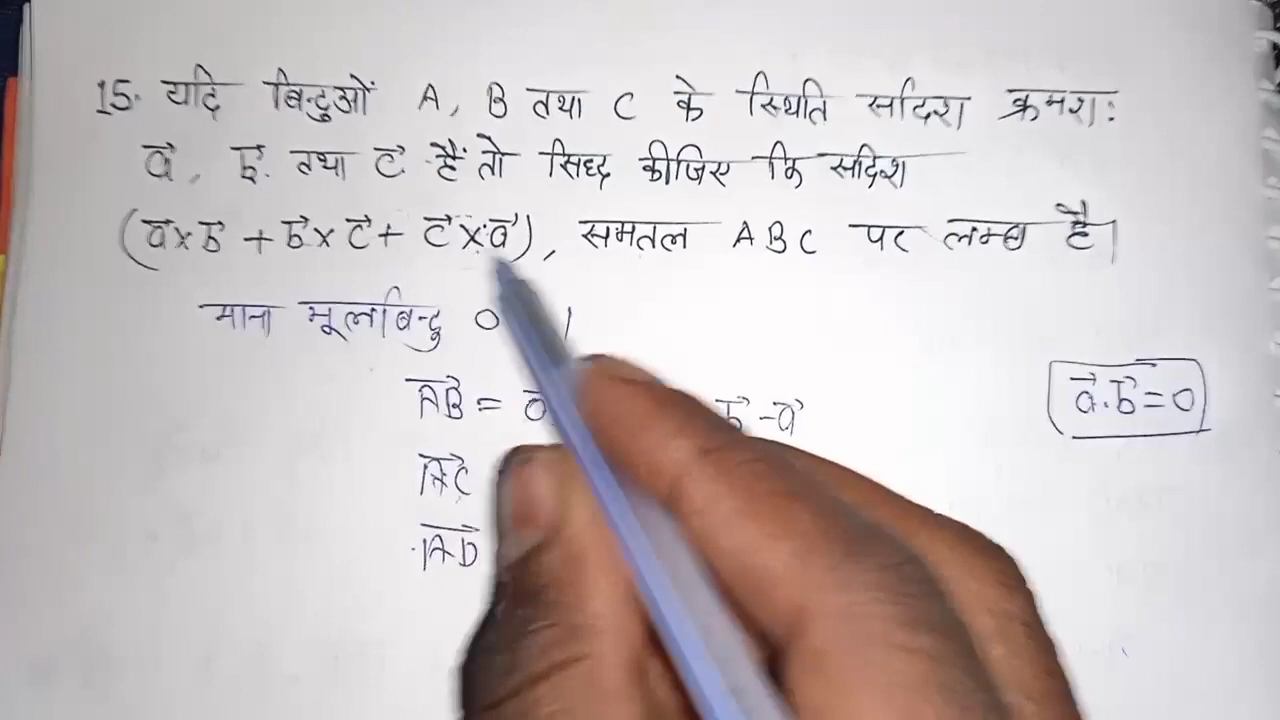 15. यदि बिन्दुओं A, B तथा C के स्थिति सदिश क्रमशः
a⃗, b⃗. तथा c⃗ हैं तो सिध्द कीजिए कि सदिश
(a⃗×b⃗ + b⃗×c⃗ + c⃗×a⃗), समतल ABC पर लम्ब है।
माना मूलबिन्दु O
AB⃗ = b⃗ - a⃗
a⃗.b⃗ = 0
AC⃗
AD⃗